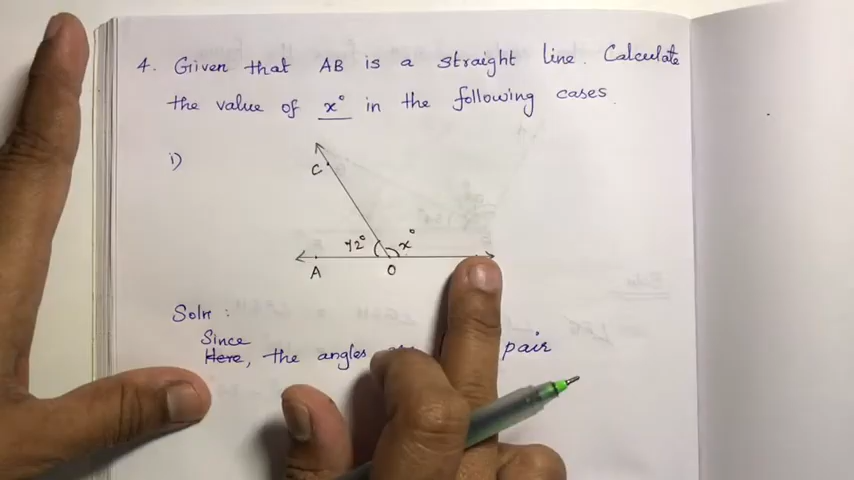 4. Given that AB is a straight line. Calculate
the value of x° in the following cases.
i)
C
72° x°
A O
Soln :
Since
Here, the angles pair